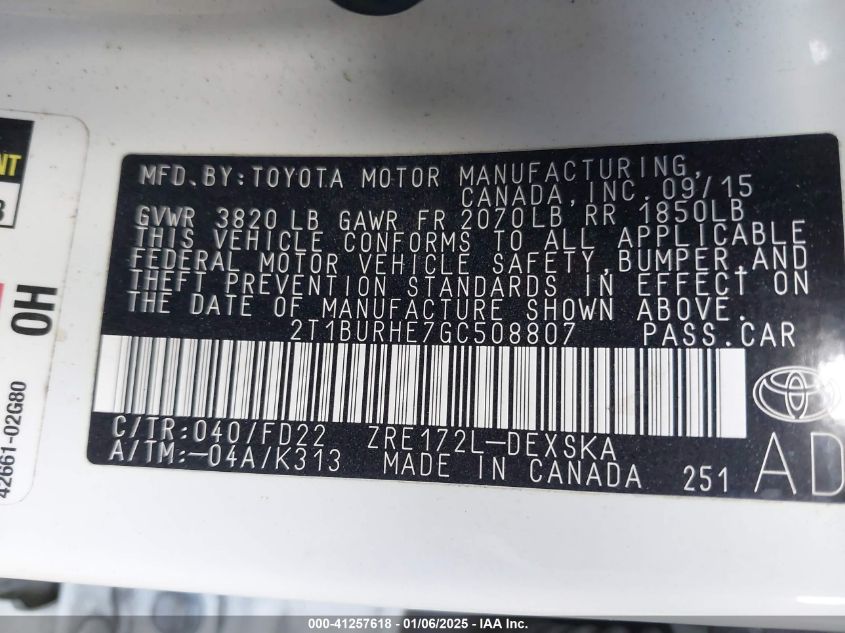 MFD.BY:TOYOTA MOTOR MANUFACTURING,
CANADA,INC. 09/15
GVWR 3820 LB GAWR FR 2070LB RR 1850LB
THIS VEHICLE CONFORMS TO ALL APPLICABLE
FEDERAL MOTOR VEHICLE SAFETY,BUMPER,AND
THEFT PREVENTION STANDARDS IN EFFECT ON
THE DATE OF MANUFACTURE SHOWN ABOVE.
2T1BURHE7GC508807 PASS.CAR
C/TR:040/FD22 ZRE172L-DEXSKA
A/TM:-04A/K313 MADE IN CANADA 251
AD
OH
42661-02G80
000-41257618 - 01/06/2025 - IAA Inc.